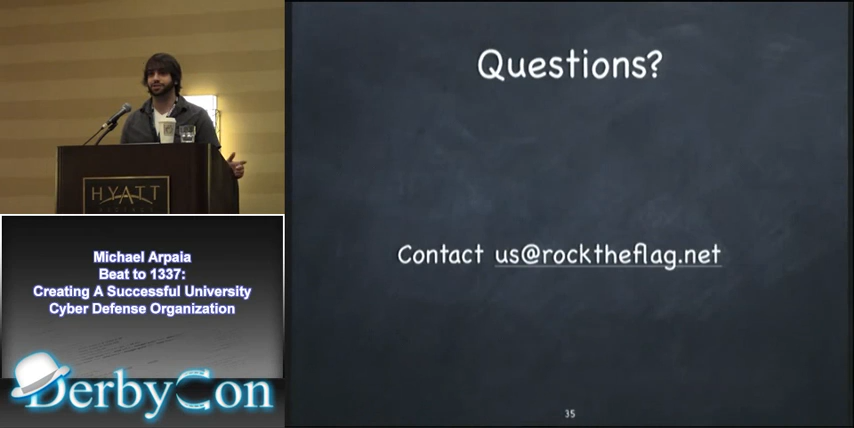 HYATT
Michael Arpaia
Beat to 1337:
Creating A Successful University
Cyber Defense Organization
DerbyCon
Questions?
Contact us@rocktheflag.net
35